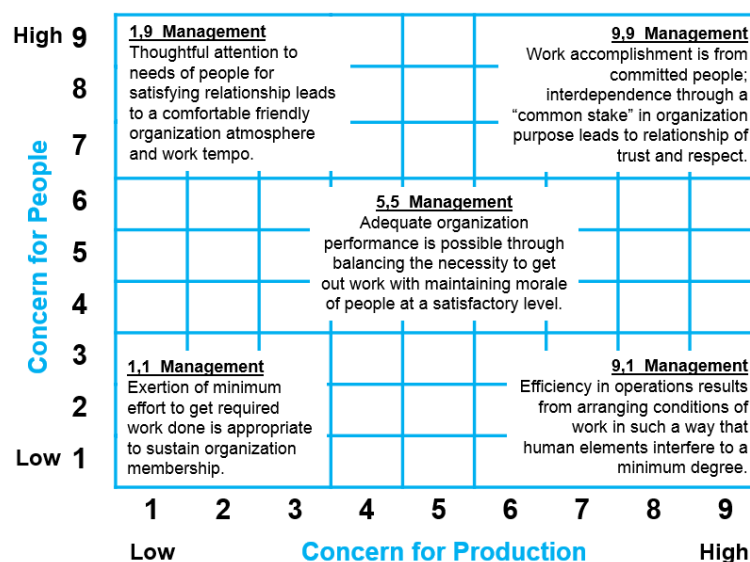 High 9
8
7
6
5
4
3
2
Low 1
Concern for People
1,9 Management
Thoughtful attention to
needs of people for
satisfying relationship leads
to a comfortable friendly
organization atmosphere
and work tempo.
9,9 Management
Work accomplishment is from
committed people;
interdependence through a
“common stake” in organization
purpose leads to relationship of
trust and respect.
5,5 Management
Adequate organization
performance is possible through
balancing the necessity to get
out work with maintaining morale
of people at a satisfactory level.
1,1 Management
Exertion of minimum
effort to get required
work done is appropriate
to sustain organization
membership.
9,1 Management
Efficiency in operations results
from arranging conditions of
work in such a way that
human elements interfere to a
minimum degree.
1 2 3 4 5 6 7 8 9
Low Concern for Production High